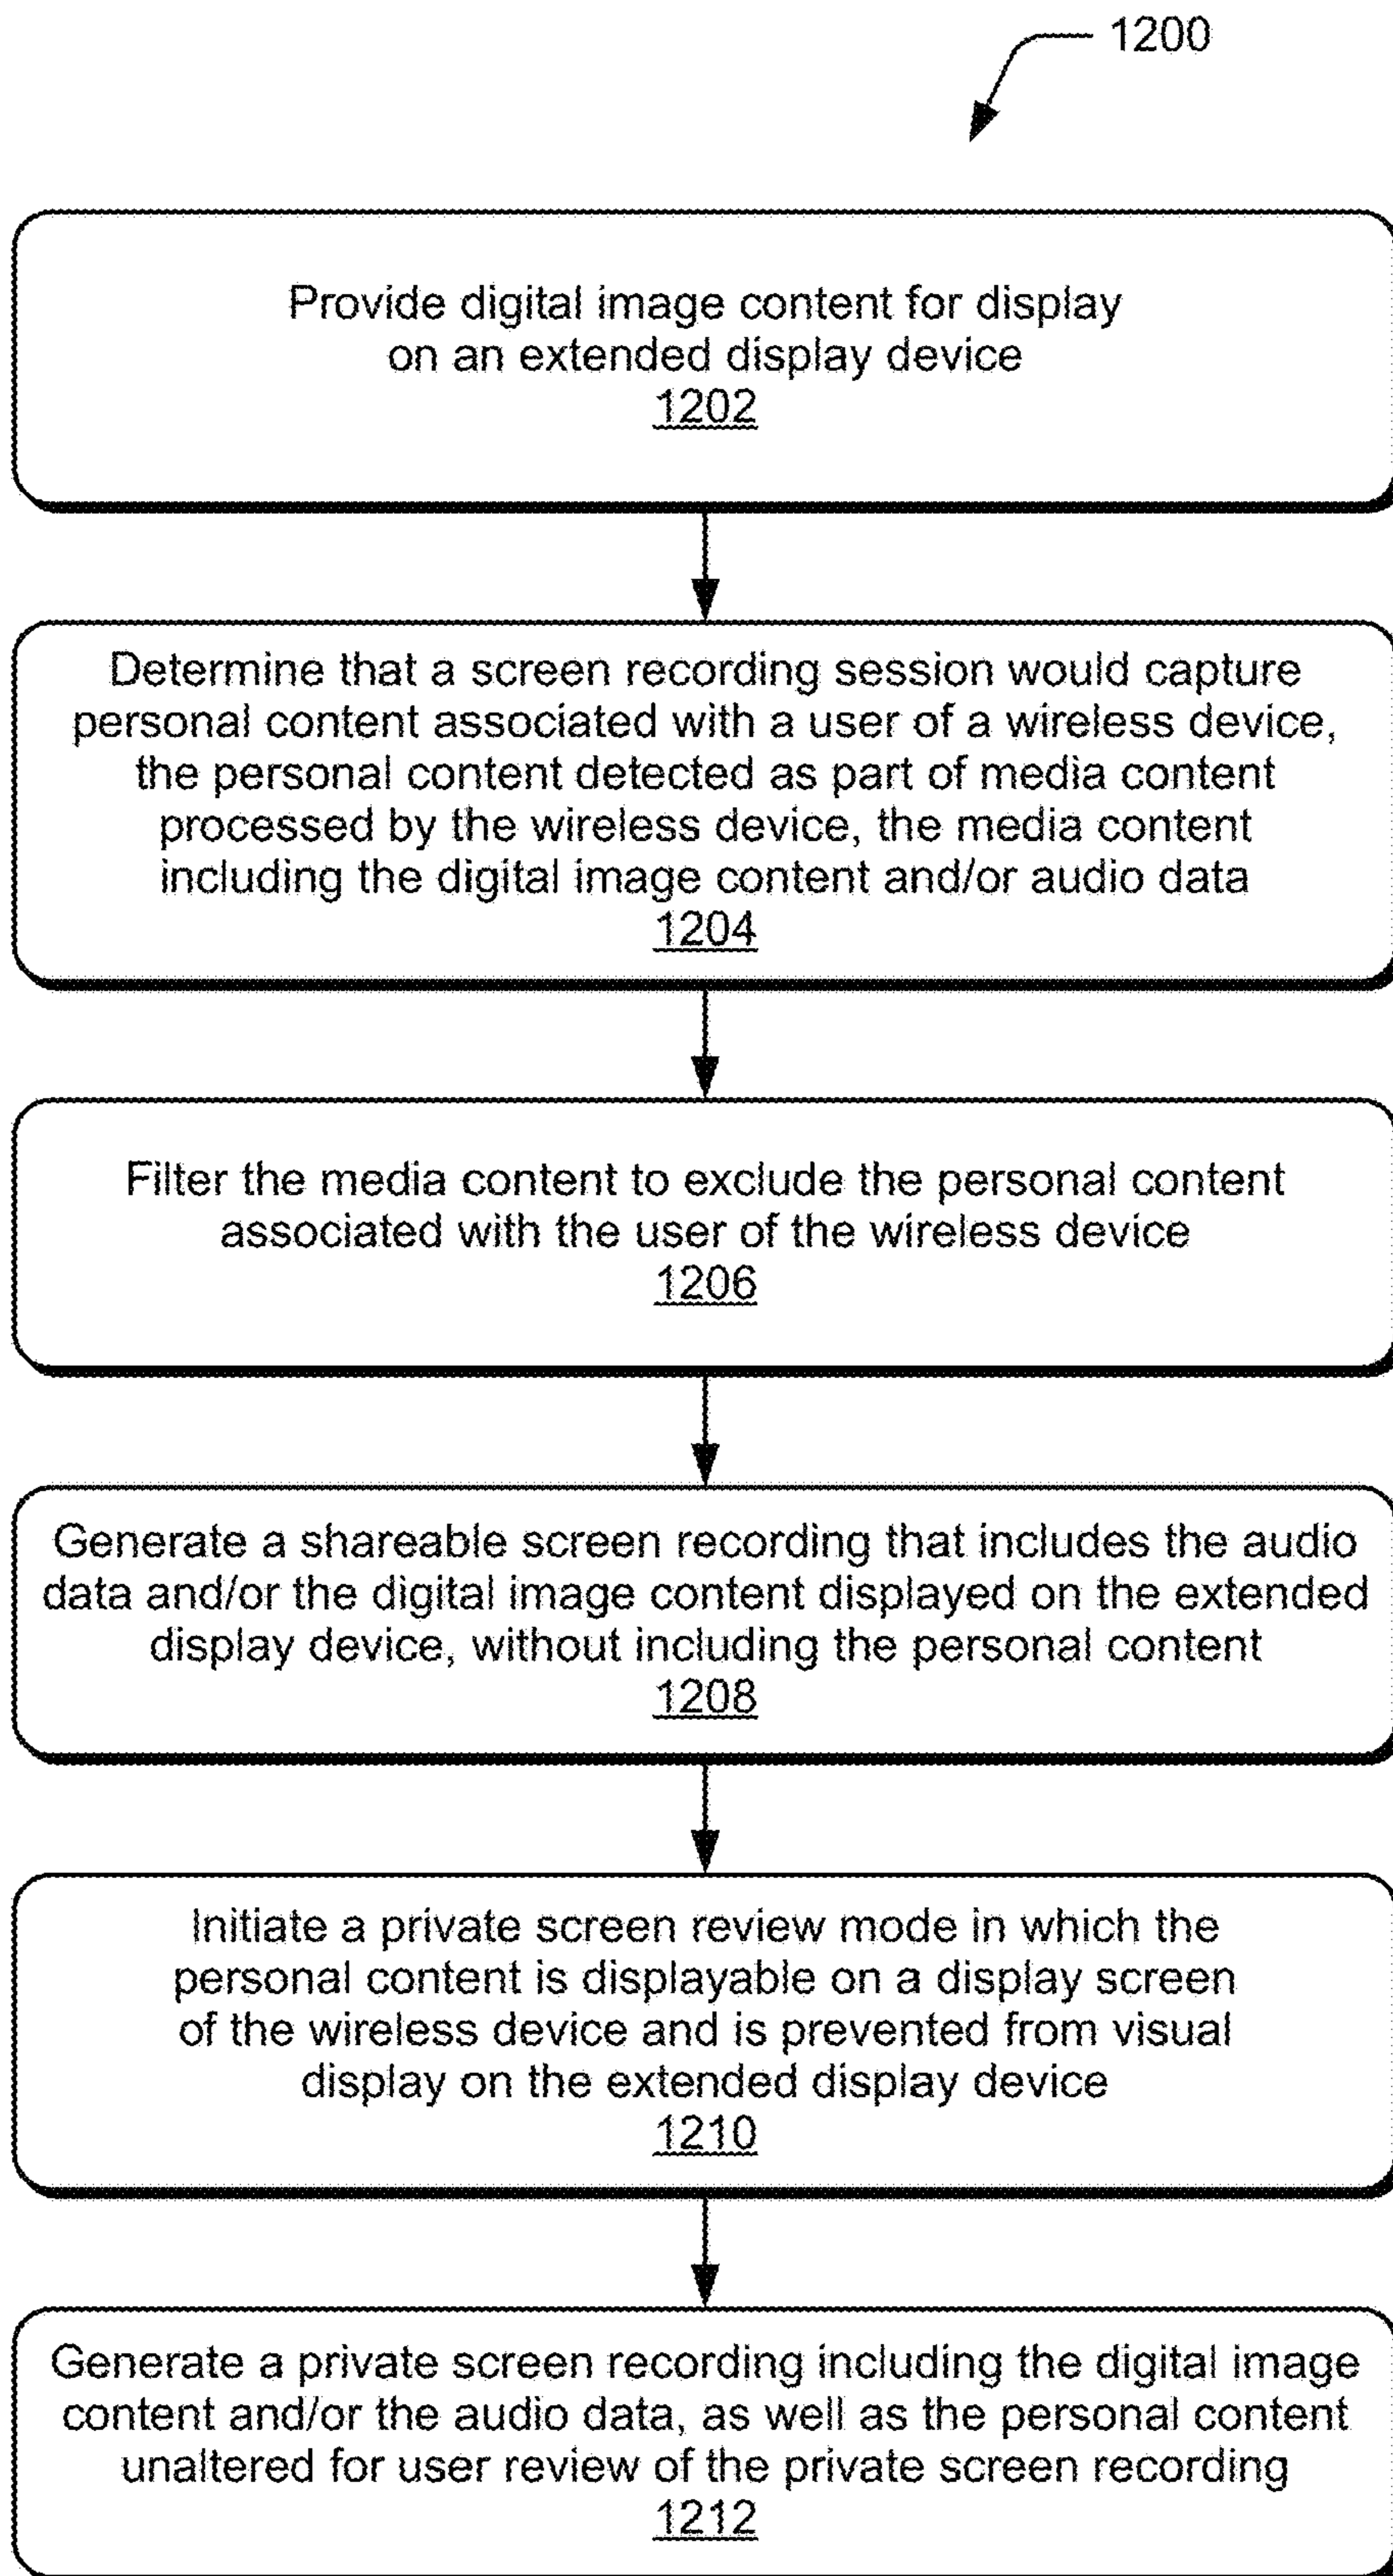 1200
Provide digital image content for display
on an extended display device
1202
Determine that a screen recording session would capture
personal content associated with a user of a wireless device,
the personal content detected as part of media content
processed by the wireless device, the media content
including the digital image content and/or audio data
1204
Filter the media content to exclude the personal content
associated with the user of the wireless device
1206
Generate a shareable screen recording that includes the audio
data and/or the digital image content displayed on the extended
display device, without including the personal content
1208
Initiate a private screen review mode in which the
personal content is displayable on a display screen
of the wireless device and is prevented from visual
display on the extended display device
1210
Generate a private screen recording including the digital image
content and/or the audio data, as well as the personal content
unaltered for user review of the private screen recording
1212